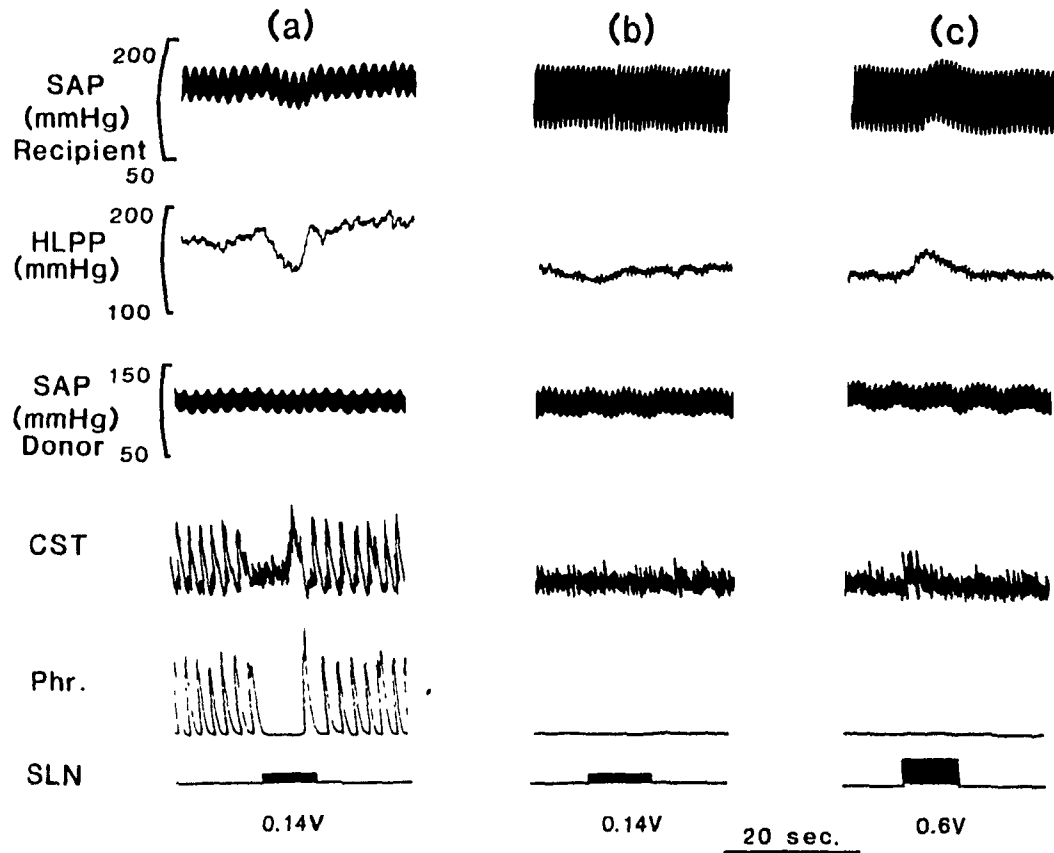 (a) (b) (c)
SAP
(mmHg)
Recipient
200
50
HLPP
(mmHg)
200
100
SAP
(mmHg)
Donor
150
50
CST
Phr.
SLN
0.14V 0.14V 0.6V
20 sec.